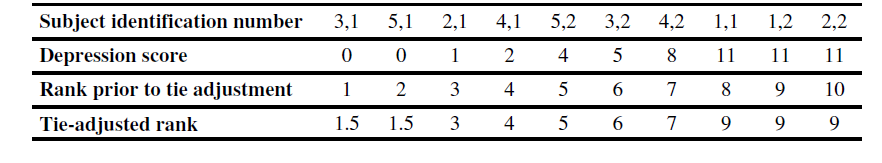 Subject identification number 3,1 5,1 2,1 4,1 5,2 3,2 4,2 1,1 1,2 2,2
Depression score 0 0 1 2 4 5 8 11 11 11
Rank prior to tie adjustment 1 2 3 4 5 6 7 8 9 10
Tie-adjusted rank 1.5 1.5 3 4 5 6 7 9 9 9